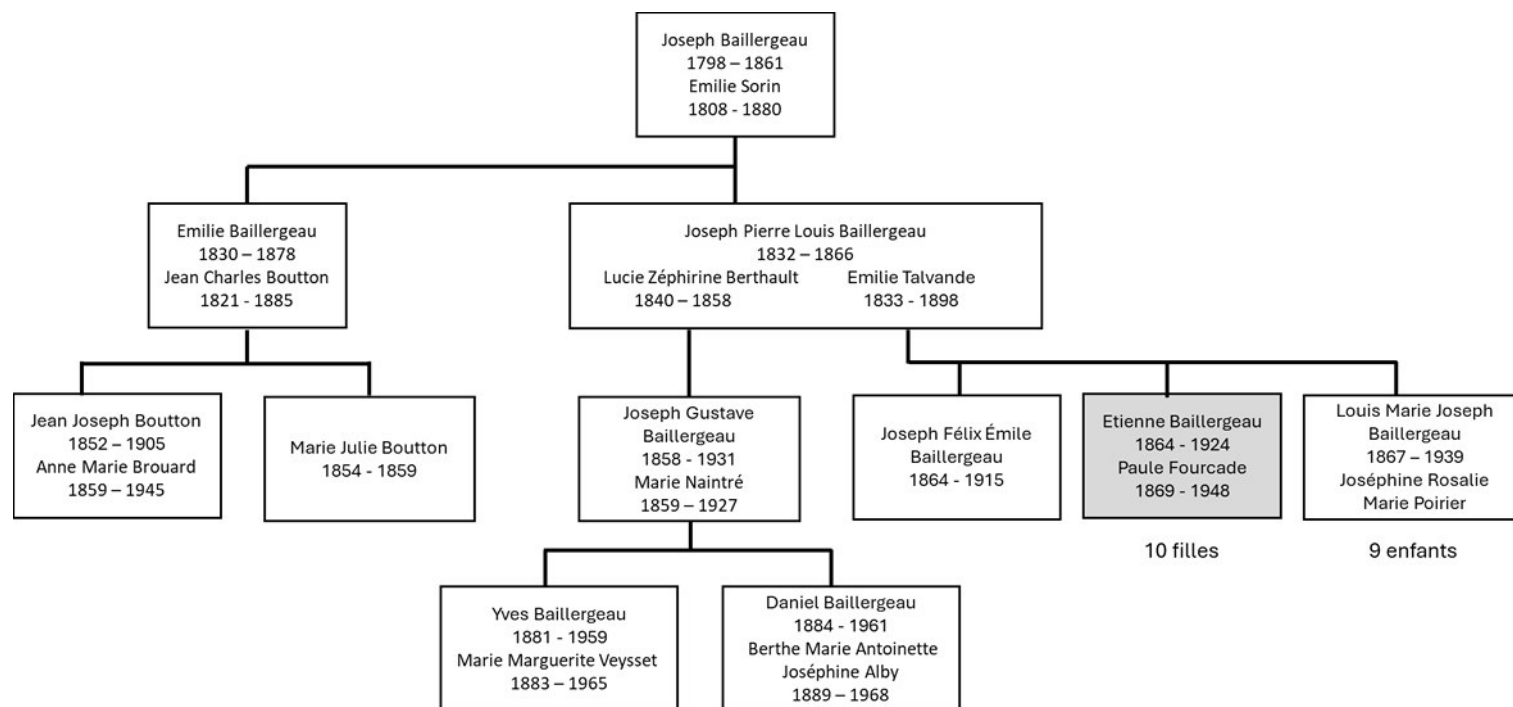 Joseph Baillergeau
1798 – 1861
Emilie Sorin
1808 - 1880
Emilie Baillergeau
1830 – 1878
Jean Charles Boutton
1821 - 1885
Joseph Pierre Louis Baillergeau
1832 – 1866
Lucie Zéphirine Berthault
1840 – 1858
Emilie Talvande
1833 - 1898
Jean Joseph Boutton
1852 – 1905
Anne Marie Brouard
1859 – 1945
Marie Julie Boutton
1854 - 1859
Joseph Gustave
Baillergeau
1858 - 1931
Marie Naintré
1859 – 1927
Joseph Félix Émile
Baillergeau
1864 - 1915
Etienne Baillergeau
1864 - 1924
Paule Fourcade
1869 - 1948
Louis Marie Joseph
Baillergeau
1867 – 1939
Joséphine Rosalie
Marie Poirier
10 filles
9 enfants
Yves Baillergeau
1881 - 1959
Marie Marguerite Veysset
1883 – 1965
Daniel Baillergeau
1884 - 1961
Berthe Marie Antoinette
Joséphine Alby
1889 – 1968